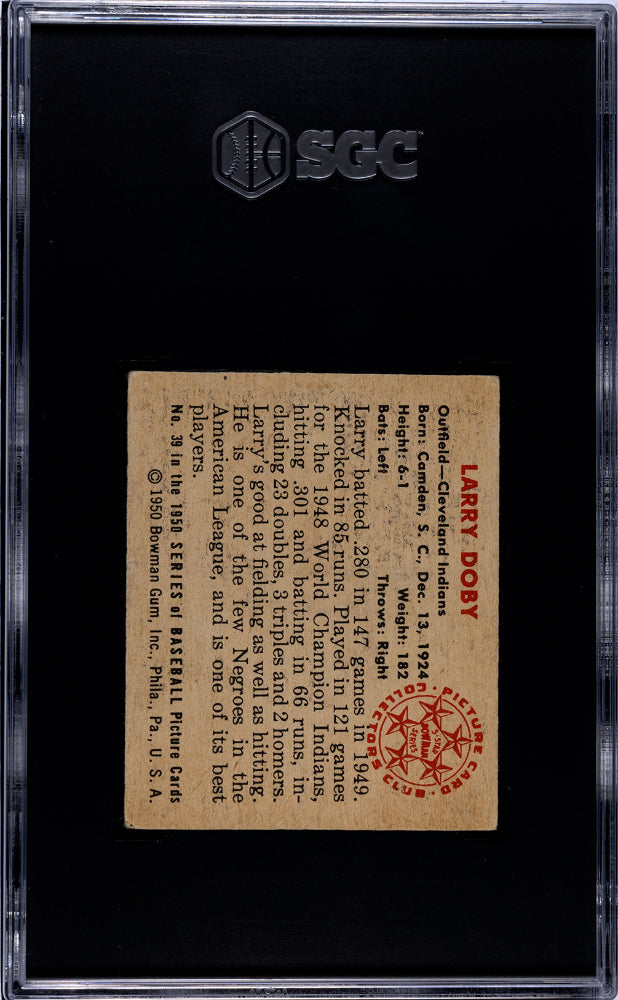 SGC
LARRY DOBY
Outfield—Cleveland Indians
Born: Camden, S. C., Dec. 13, 1924
Height: 6-1 Weight: 182
Bats: Left Throws: Right
PICTURE CARD
COLLECTORS CLUB
5-STAR
BOWMAN
SERIES
Larry batted .280 in 147 games in 1949.
Knocked in 85 runs. Played in 121 games
for the 1948 World Champion Indians,
hitting .301 and batting in 66 runs, in-
cluding 23 doubles, 3 triples and 2 homers.
Larry's good at fielding as well as hitting.
He is one of the few Negroes in the
American League, and is one of its best
players.
No. 39 in the 1950 SERIES of BASEBALL Picture Cards
© 1950 Bowman Gum, Inc., Phila., Pa., U. S. A.